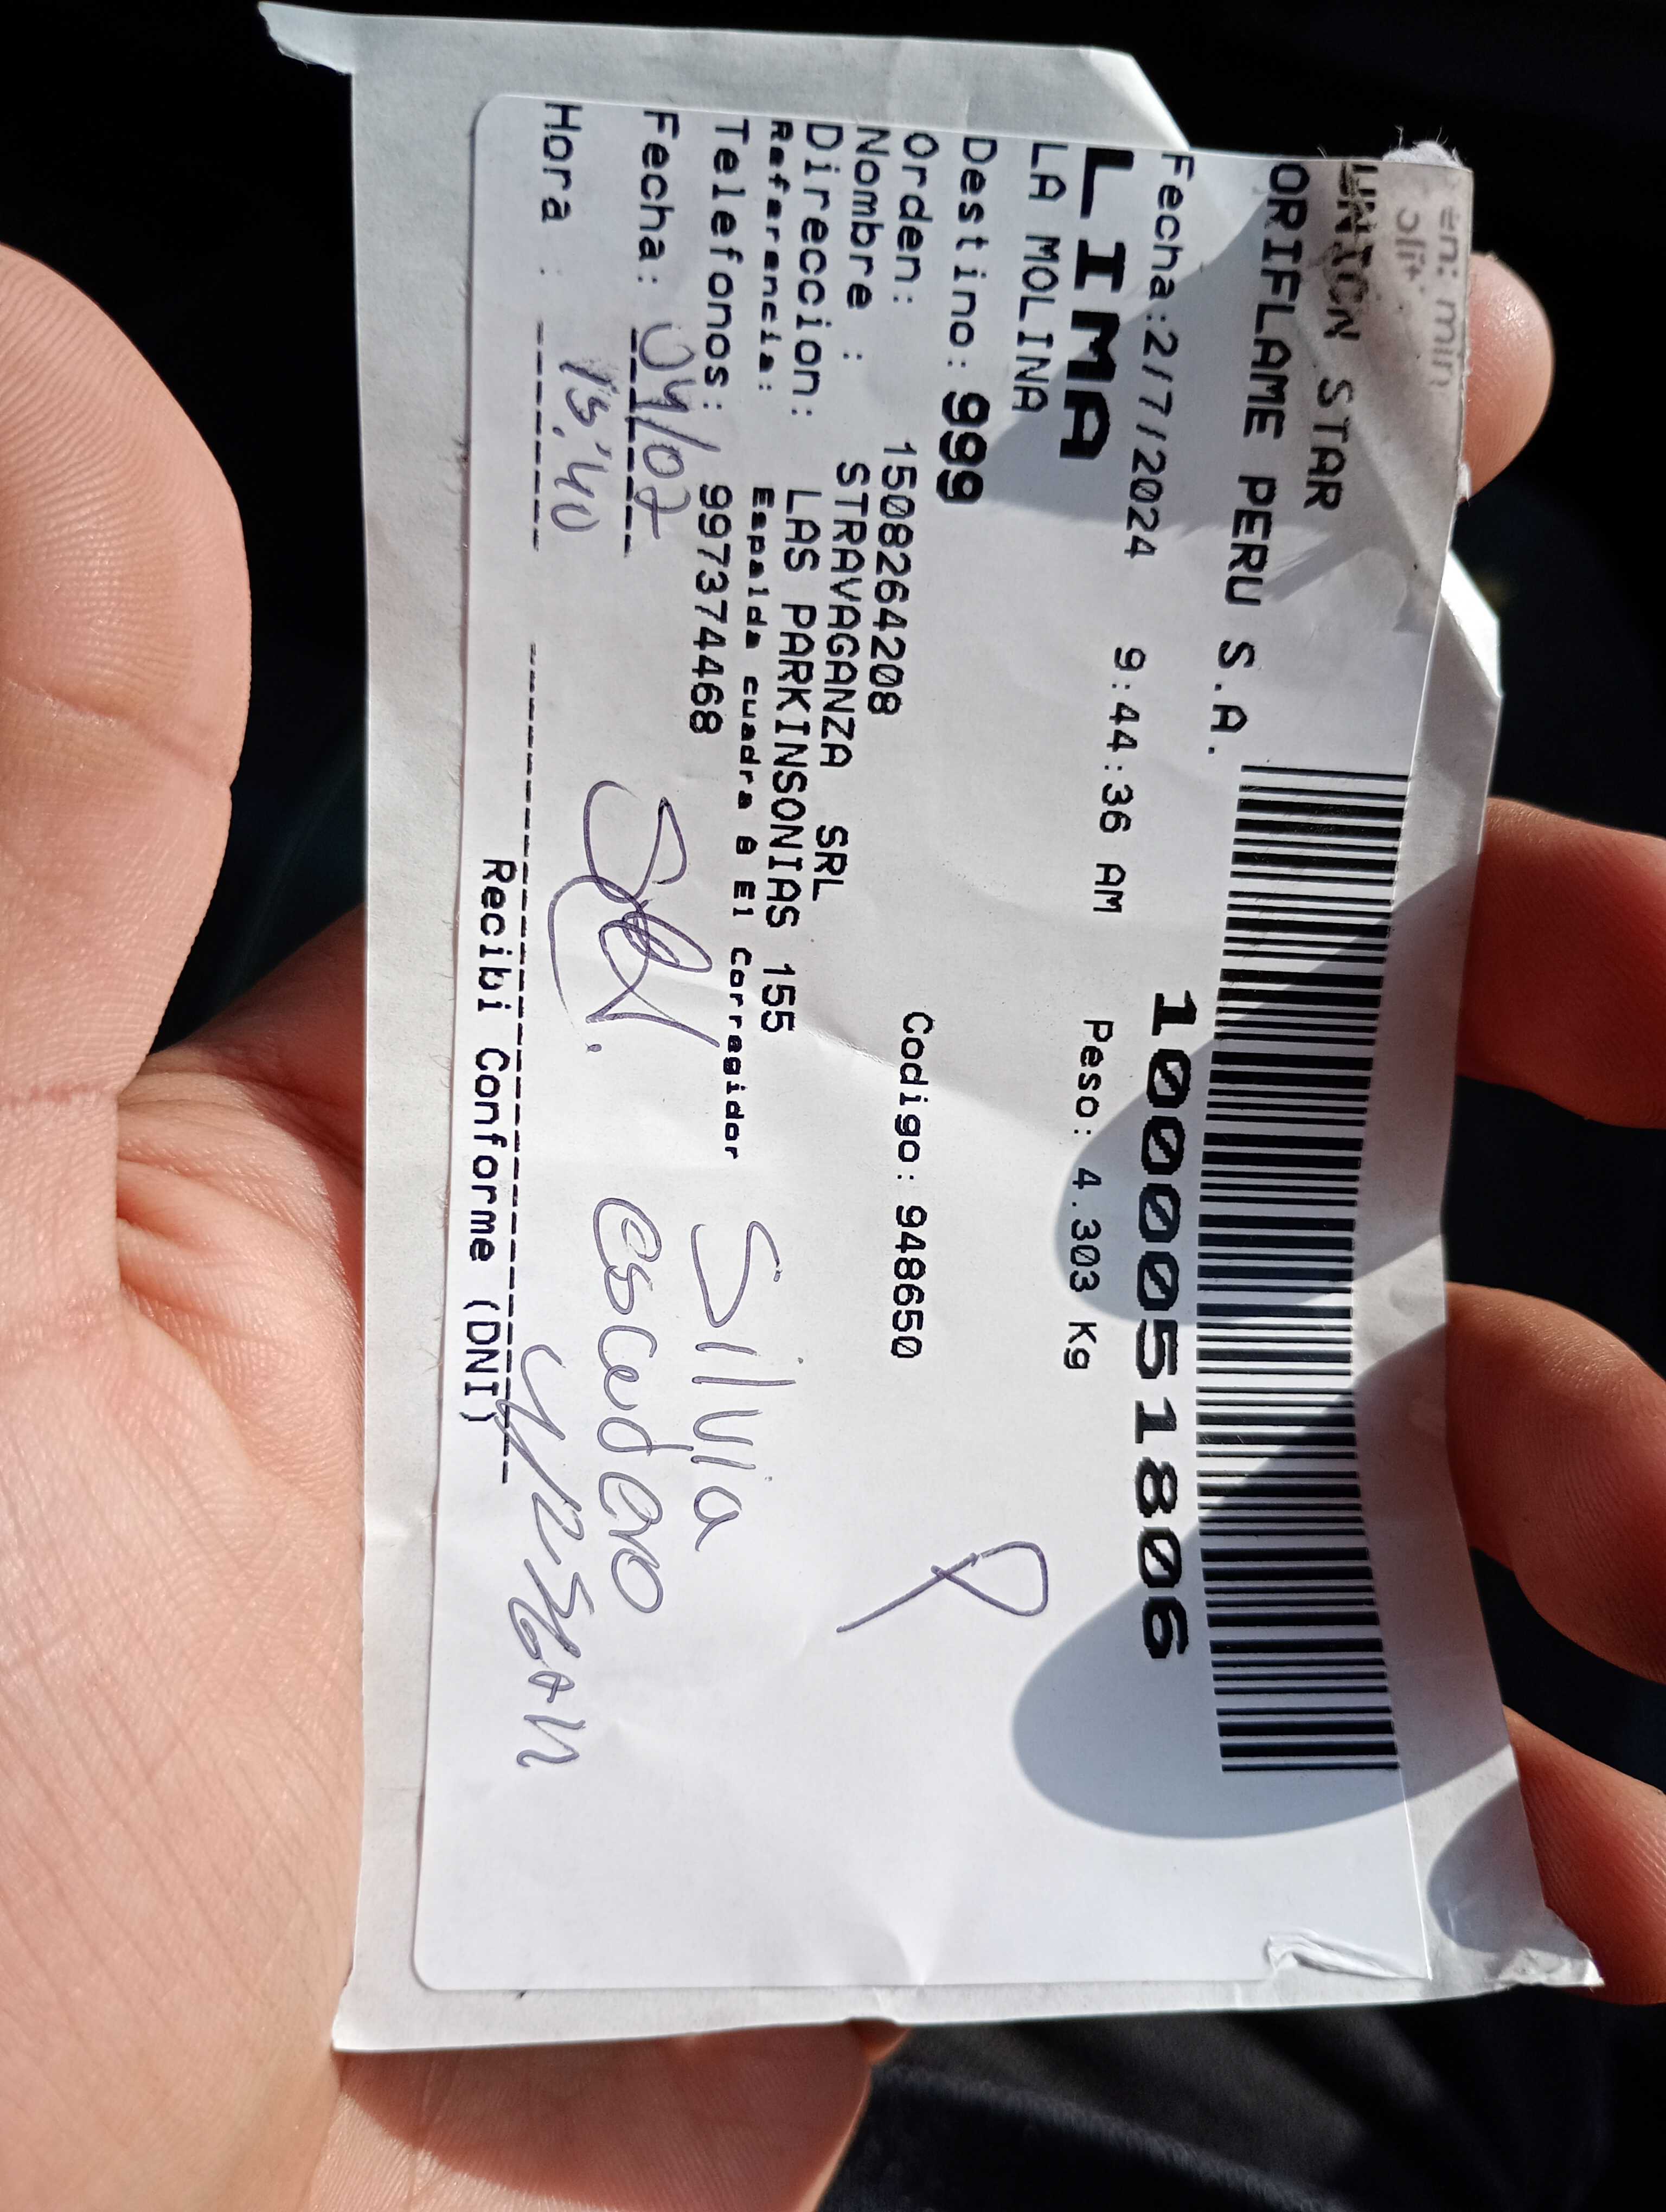 UNION STAR
ORIFLAME PERU S.A.
1000051806
Fecha:2/7/2024 9:44:36 AM Peso: 4.303 Kg
LIMA
LA MOLINA
Destino: 999
Orden: 1508264208 Codigo: 948650
Nombre : STRAVAGANZA SRL
Direccion: LAS PARKINSONIAS 155
Referencia: Espalda cuadra 8 El Corregidor
Telefonos: 997374468
Silvia
Fecha: 04/07
escudero
Hora : 13:40
Recibi Conforme (DNI)